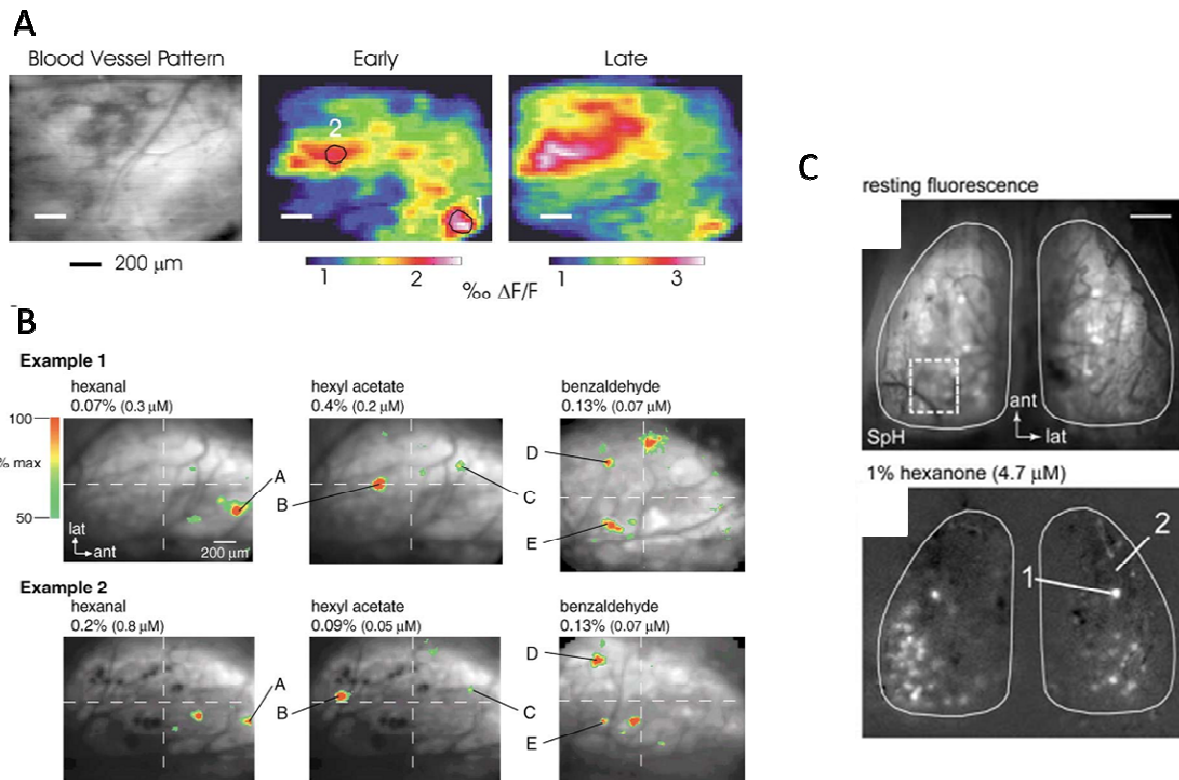 A
Blood Vessel Pattern
Early
Late
2
1
200 µm
1 2
‰ ΔF/F
1 3
B
Example 1
hexanal
0.07% (0.3 µM)
hexyl acetate
0.4% (0.2 µM)
benzaldehyde
0.13% (0.07 µM)
100
% max
50
lat
ant
200 µm
A
B
C
D
E
Example 2
hexanal
0.2% (0.8 µM)
hexyl acetate
0.09% (0.05 µM)
benzaldehyde
0.13% (0.07 µM)
A
B
C
D
E
C
resting fluorescence
ant
lat
SpH
1% hexanone (4.7 µM)
1
2